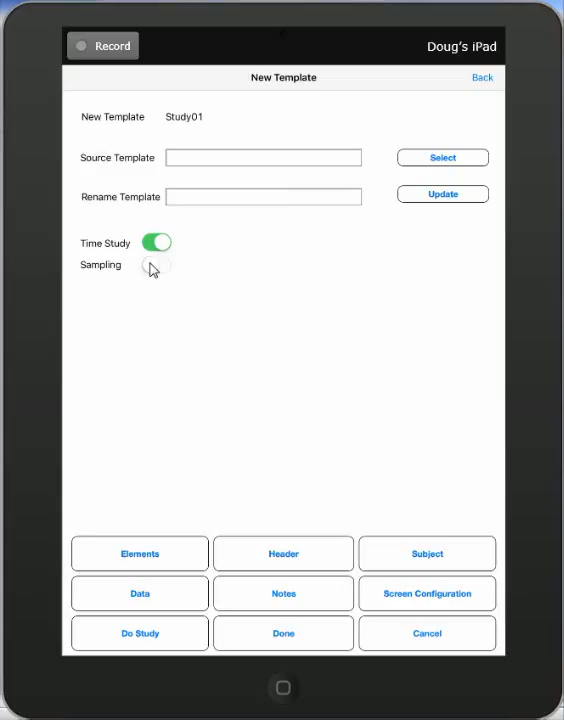 Record Doug's iPad
New Template Back
New Template Study01
Source Template Select
Rename Template Update
Time Study
Sampling
Elements Header Subject
Data Notes Screen Configuration
Do Study Done Cancel